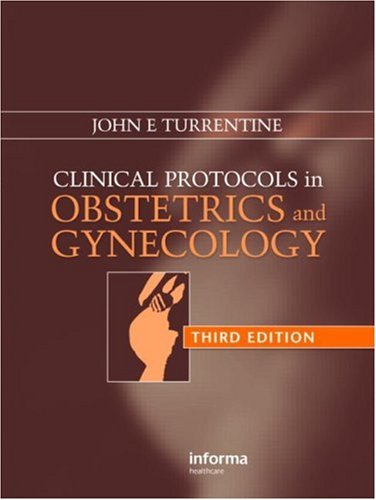 JOHN E TURRENTINE
CLINICAL PROTOCOLS in
OBSTETRICS and
GYNECOLOGY
THIRD EDITION
informa
healthcare